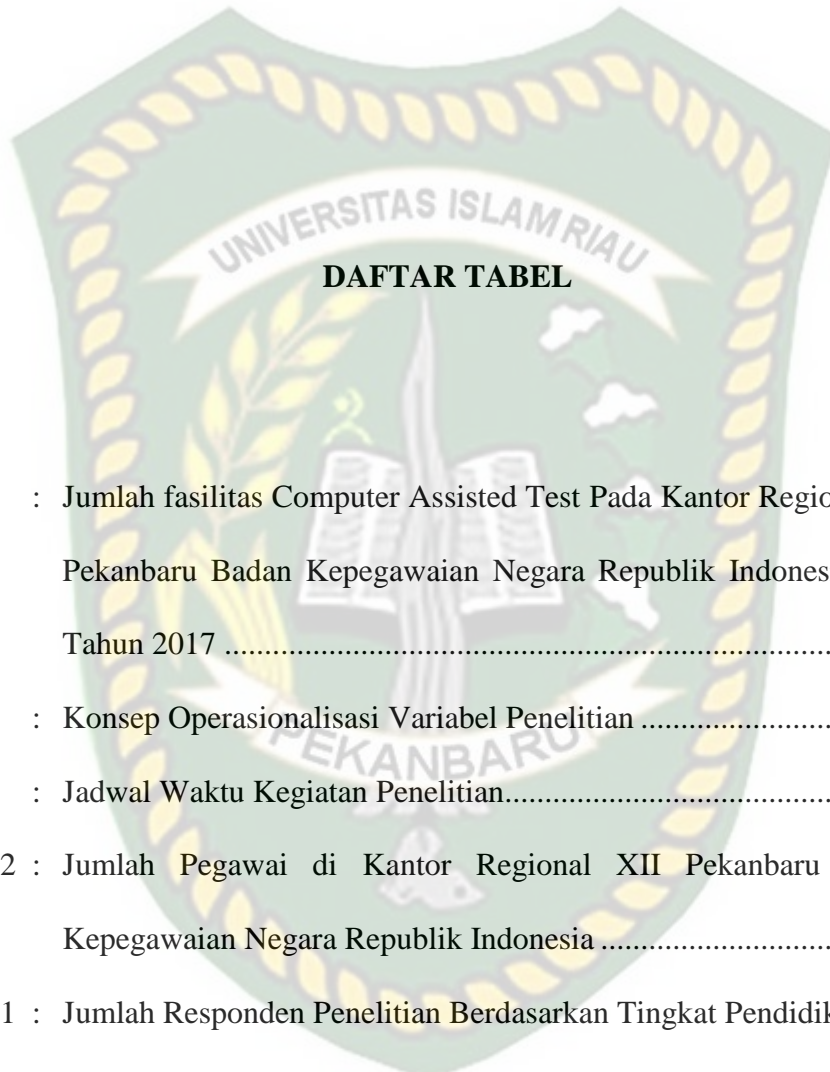 UNIVERSITAS ISLAM RIAU
DAFTAR TABEL
: Jumlah fasilitas Computer Assisted Test Pada Kantor Regio
Pekanbaru Badan Kepegawaian Negara Republik Indones
Tahun 2017 ................................................................
: Konsep Operasionalisasi Variabel Penelitian ....................
: Jadwal Waktu Kegiatan Penelitian..................................
PEKANBARU
2 : Jumlah Pegawai di Kantor Regional XII Pekanbaru
Kepegawaian Negara Republik Indonesia ........................
1 : Jumlah Responden Penelitian Berdasarkan Tingkat Pendidik